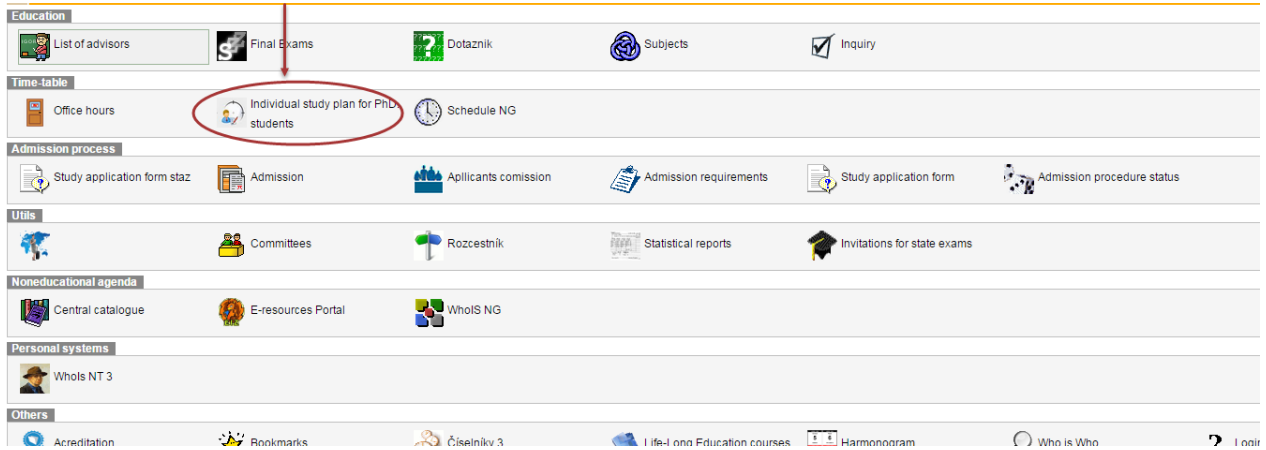 Education
List of advisors Final Exams Dotaznik Subjects Inquiry
Time-table
Office hours Individual study plan for PhD. students Schedule NG
Admission process
Study application form staz Admission Apllicants comission Admission requirements Study application form Admission procedure status
Utils
Committees Rozcestník Statistical reports Invitations for state exams
Noneducational agenda
Central catalogue E-resources Portal WhoIS NG
Personal systems
WhoIs NT 3
Others
Acreditation Bookmarks Číselníky 3 Life-Long Education courses Harmonogram Who is Who Login